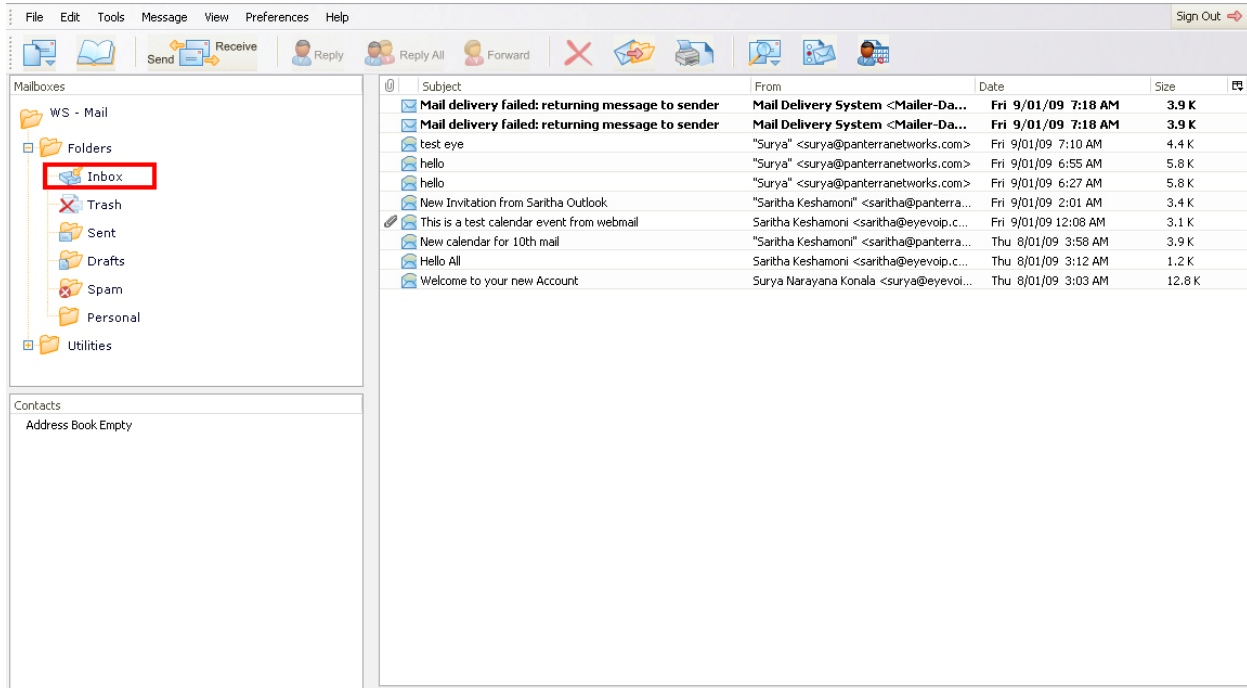 File Edit Tools Message View Preferences Help Sign Out
Send Receive Reply Reply All Forward
Mailboxes
WS - Mail
Folders
Inbox
Trash
Sent
Drafts
Spam
Personal
Utilities
Contacts
Address Book Empty
Subject From Date Size
Mail delivery failed: returning message to sender Mail Delivery System <Mailer-Da... Fri 9/01/09 7:18 AM 3.9 K
Mail delivery failed: returning message to sender Mail Delivery System <Mailer-Da... Fri 9/01/09 7:18 AM 3.9 K
test eye "Surya" <surya@panterranetworks.com> Fri 9/01/09 7:10 AM 4.4 K
hello "Surya" <surya@panterranetworks.com> Fri 9/01/09 6:55 AM 5.8 K
hello "Surya" <surya@panterranetworks.com> Fri 9/01/09 6:27 AM 5.8 K
New Invitation from Saritha Outlook "Saritha Keshamoni" <saritha@panterra... Fri 9/01/09 2:01 AM 3.4 K
This is a test calendar event from webmail Saritha Keshamoni <saritha@eyevoip.c... Fri 9/01/09 12:08 AM 3.1 K
New calendar for 10th mail "Saritha Keshamoni" <saritha@panterra... Thu 8/01/09 3:58 AM 3.9 K
Hello All Saritha Keshamoni <saritha@eyevoip.c... Thu 8/01/09 3:12 AM 1.2 K
Welcome to your new Account Surya Narayana Konala <surya@eyevoi... Thu 8/01/09 3:03 AM 12.8 K